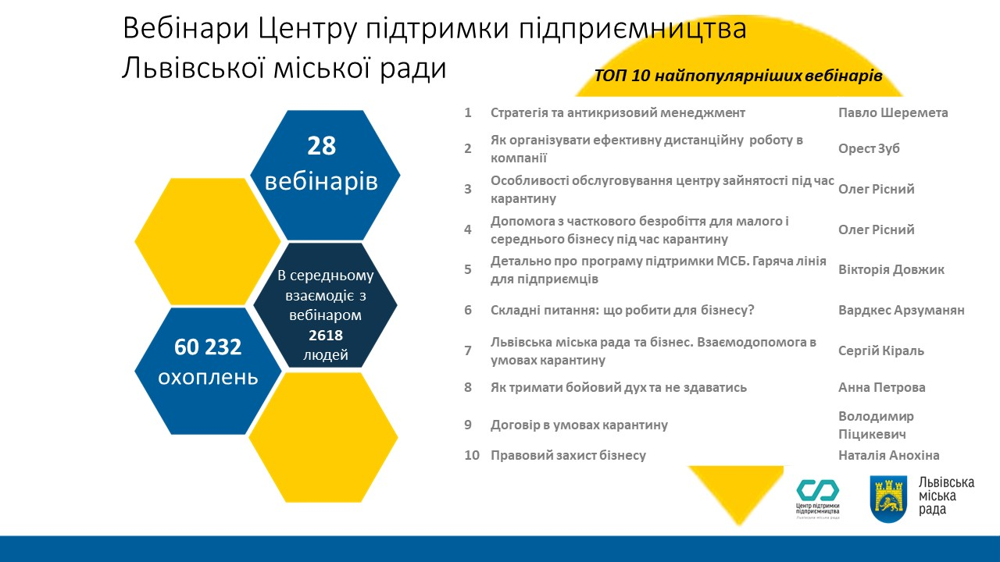 Вебінари Центру підтримки підприємництва
Львівської міської ради
ТОП 10 найпопулярніших вебінарів
28
вебінарів
В середньому
взаємодіє з
вебінаром
2618
людей
60 232
охоплень
1 Стратегія та антикризовий менеджмент Павло Шеремета
2 Як організувати ефективну дистанційну роботу в
компанії Орест Зуб
3 Особливості обслуговування центру зайнятості під час
карантину Олег Рісний
4 Допомога з часткового безробіття для малого і
середнього бізнесу під час карантину Олег Рісний
5 Детально про програму підтримки МСБ. Гаряча лінія
для підприємців Вікторія Довжик
6 Складні питання: що робити для бізнесу? Вардкес Арзуманян
7 Львівська міська рада та бізнес. Взаємодопомога в
умовах карантину Сергій Кіраль
8 Як тримати бойовий дух та не здаватись Анна Петрова
9 Договір в умовах карантину Володимир
Піцикевич
10 Правовий захист бізнесу Наталія Анохіна
Центр підтримки
підприємництва
Львівська міська рада
Львівська
міська
рада